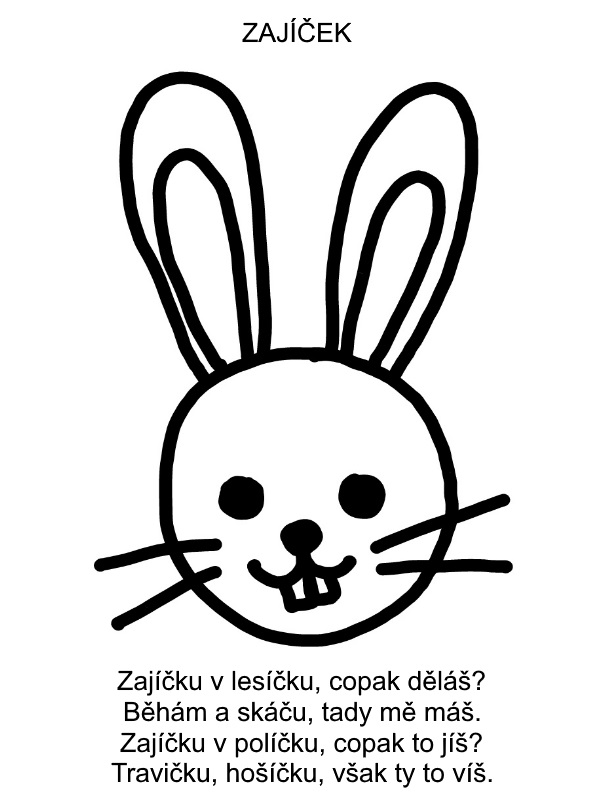 ZAJÍČEK
Zajíčku v lesíčku, copak děláš?
Běhám a skáču, tady mě máš.
Zajíčku v políčku, copak to jíš?
Travičku, hošíčku, však ty to víš.